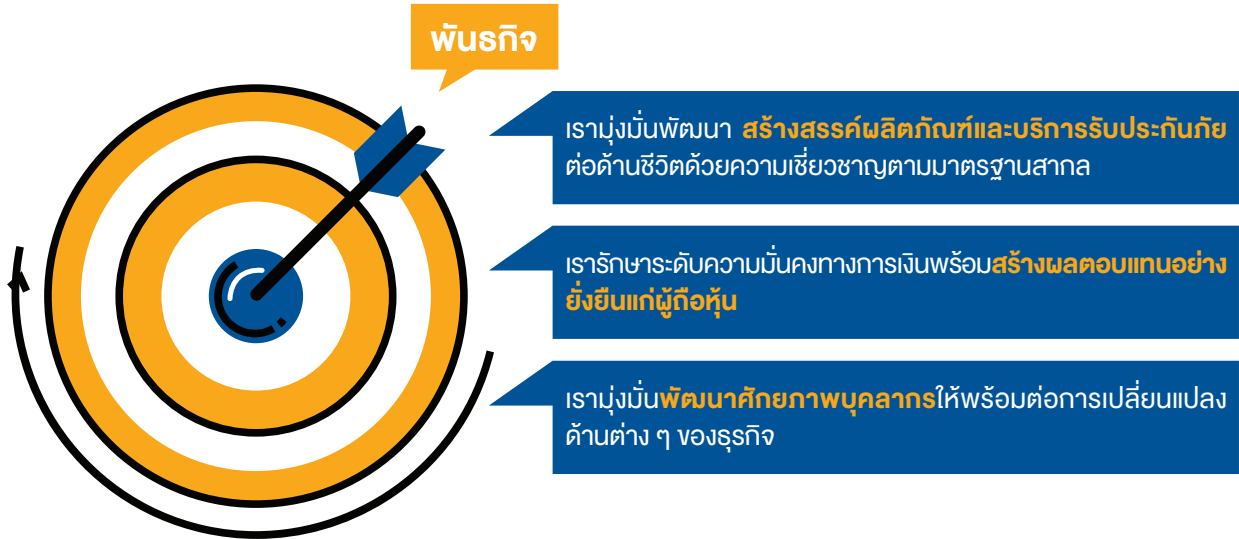 พันธกิจ
เรามุ่งมั่นพัฒนา สร้างสรรค์ผลิตภัณฑ์และบริการรับประกันภัย
ต่อด้านชีวิตด้วยความเชี่ยวชาญตามมาตรฐานสากล
เรารักษาระดับความมั่นคงทางการเงินพร้อมสร้างผลตอบแทนอย่าง
ยั่งยืนแก่ผู้ถือหุ้น
เรามุ่งมั่นพัฒนาศักยภาพบุคลากรให้พร้อมต่อการเปลี่ยนแปลง
ด้านต่าง ๆ ของธุรกิจ